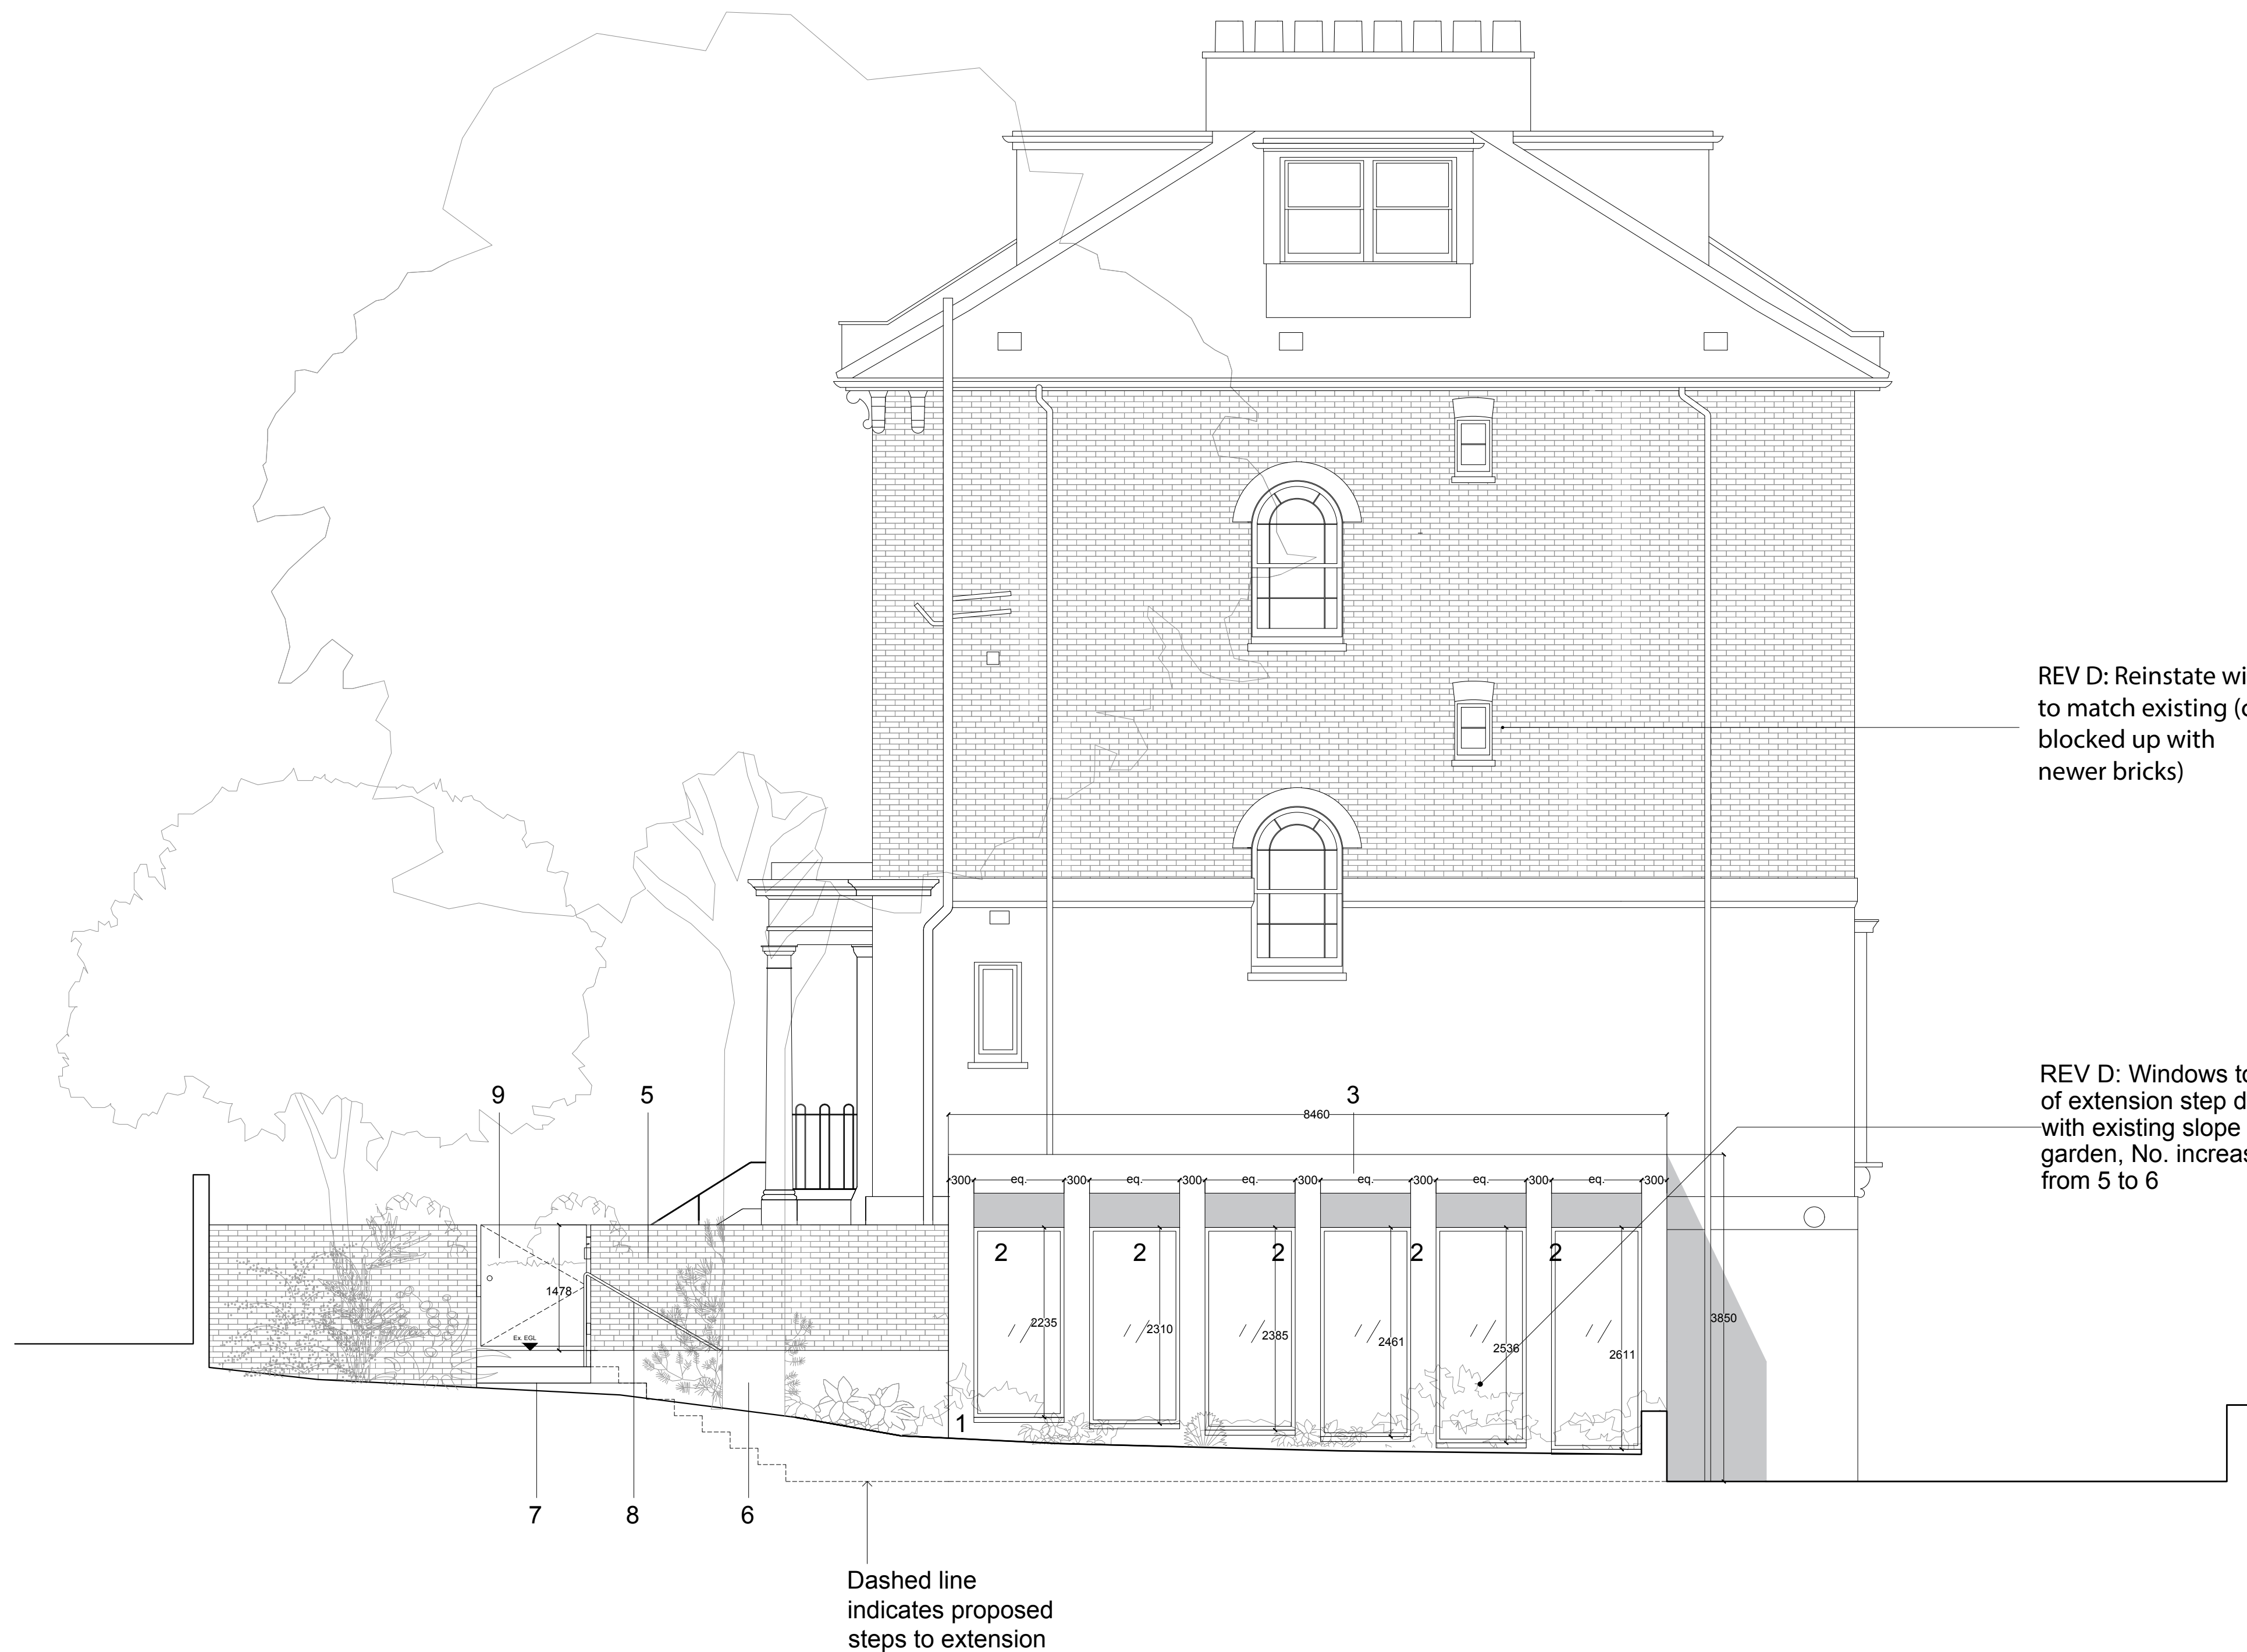 REV D: Reinstate
to match existing
blocked up with
newer bricks)
9
5
3
8460
REV D: Windows
of extension step
with existing slope
garden, No.
from 5 to 6
300 eq. 300 eq. 300 eq. 300 eq. 300 eq. 300 eq. 300
2 2 2 2 2 2
1478
Ex. EGL
2235 2310 2385 2461 2536 2611
3850
1
7
8
6
Dashed line
indicates proposed
steps to extension